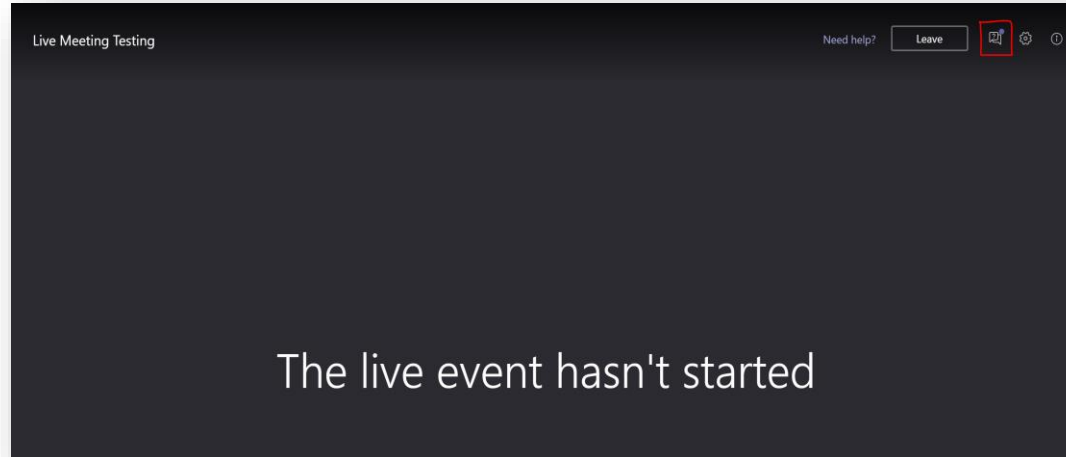 Live Meeting Testing
Need help?
Leave
The live event hasn't started